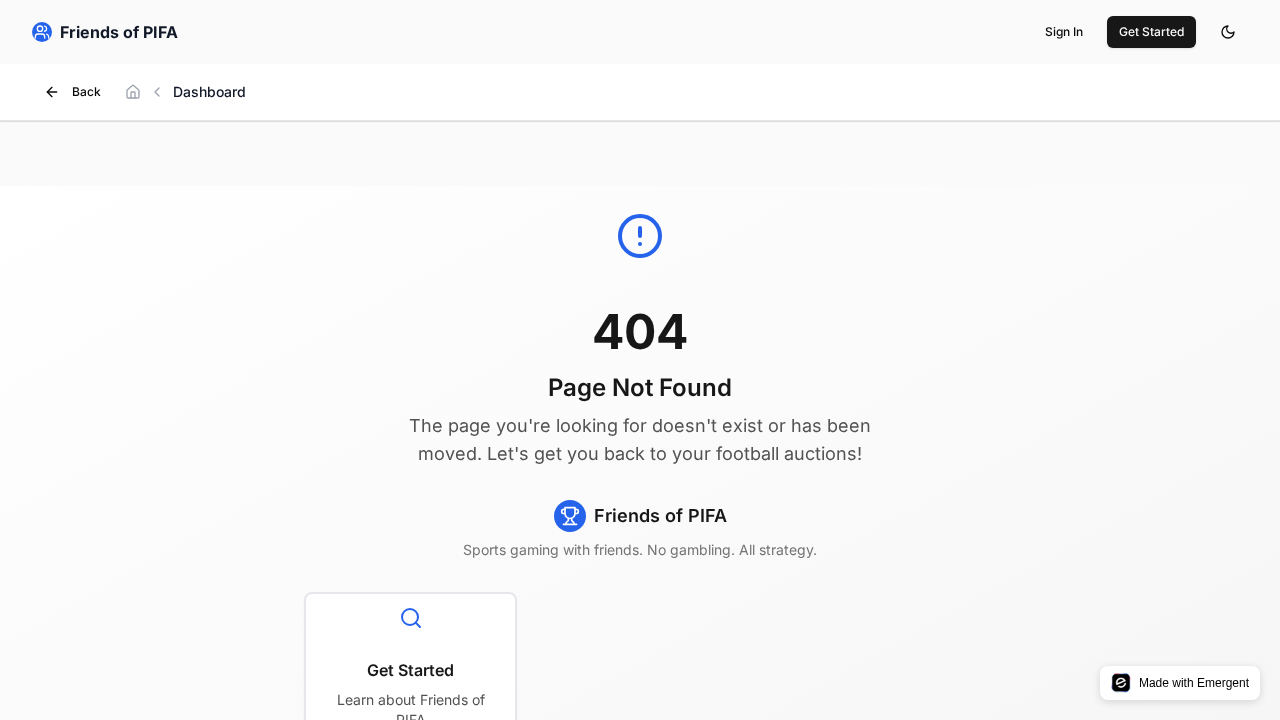 Friends of PIFA
Sign In
Get Started
Back
Dashboard
404
Page Not Found
The page you're looking for doesn't exist or has been
moved. Let's get you back to your football auctions!
Friends of PIFA
Sports gaming with friends. No gambling. All strategy.
Get Started
Learn about Friends of
PIFA
Made with Emergent